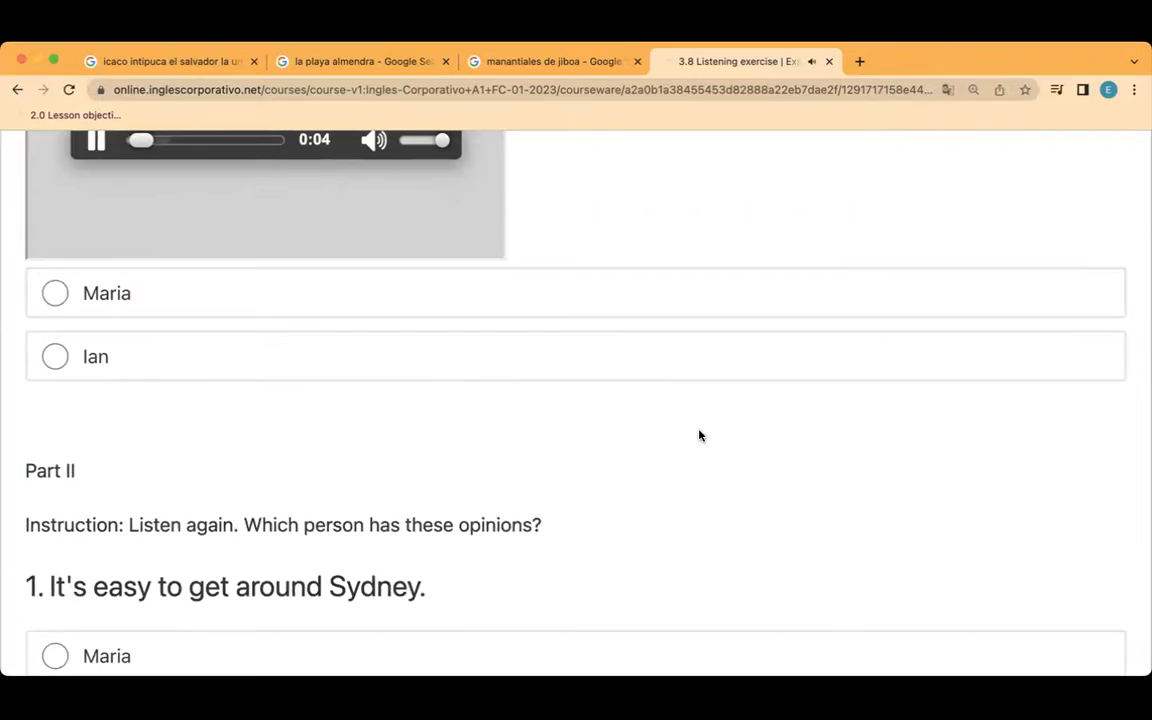 icaco intipuca el salvador la un
la playa almendra - Google Se
manantiales de jiboa - Google
3.8 Listening exercise | Ex
online.inglescorporativo.net/courses/course-v1:Ingles-Corporativo+A1+FC-01-2023/courseware/a2a0b1a38455453d82888a22eb7dae2f/1291717158e44...
E
2.0 Lesson objecti...
0:04
Maria
Ian
Part II
Instruction: Listen again. Which person has these opinions?
1. It's easy to get around Sydney.
Maria